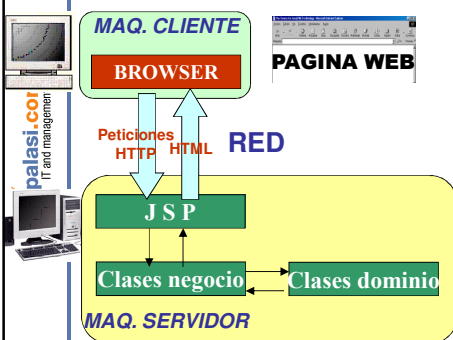 MAQ. CLIENTE
BROWSER
PAGINA WEB
Peticiones
HTTP
HTML
RED
palasi.com
IT and management
J S P
Clases negocio
Clases dominio
MAQ. SERVIDOR